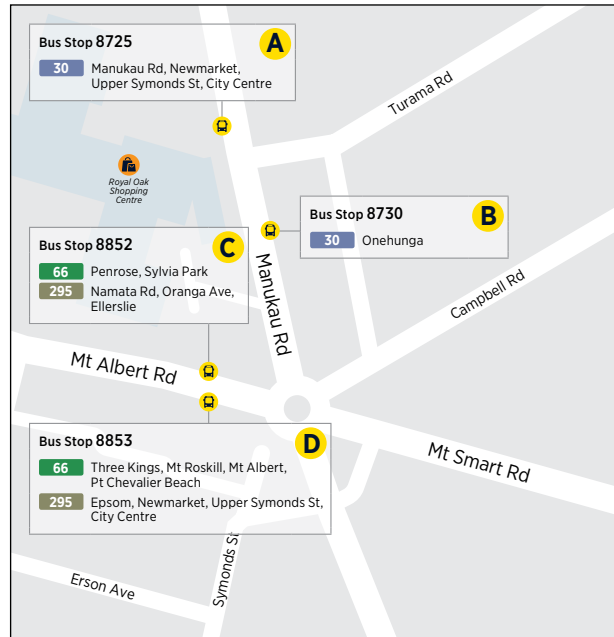 Bus Stop 8725
A
30 Manukau Rd, Newmarket,
Upper Symonds St, City Centre
Turama Rd
Royal Oak
Shopping
Centre
Bus Stop 8730
B
30 Onehunga
Bus Stop 8852
C
66 Penrose, Sylvia Park
295 Namata Rd, Oranga Ave,
Ellerslie
Manukau Rd
Campbell Rd
Mt Albert Rd
Mt Smart Rd
Bus Stop 8853
D
66 Three Kings, Mt Roskill, Mt Albert,
Pt Chevalier Beach
295 Epsom, Newmarket, Upper Symonds St,
City Centre
Symonds St
Erson Ave